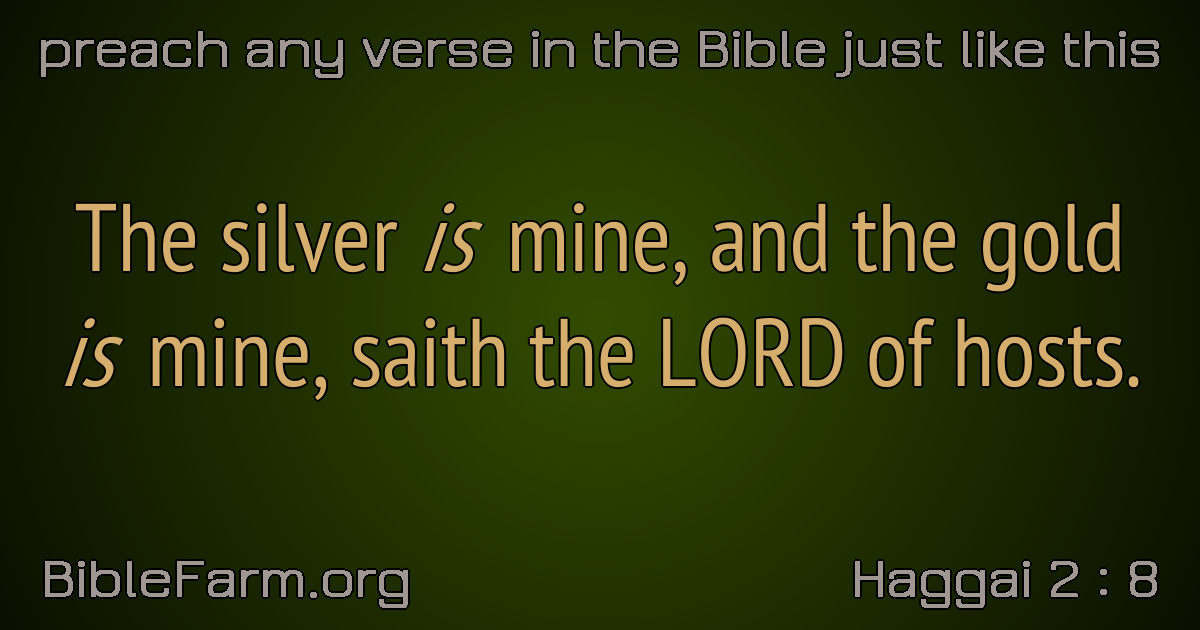 preach any verse in the Bible just like this
The silver is mine, and the gold
is mine, saith the LORD of hosts.
BibleFarm.org
Haggai 2 : 8